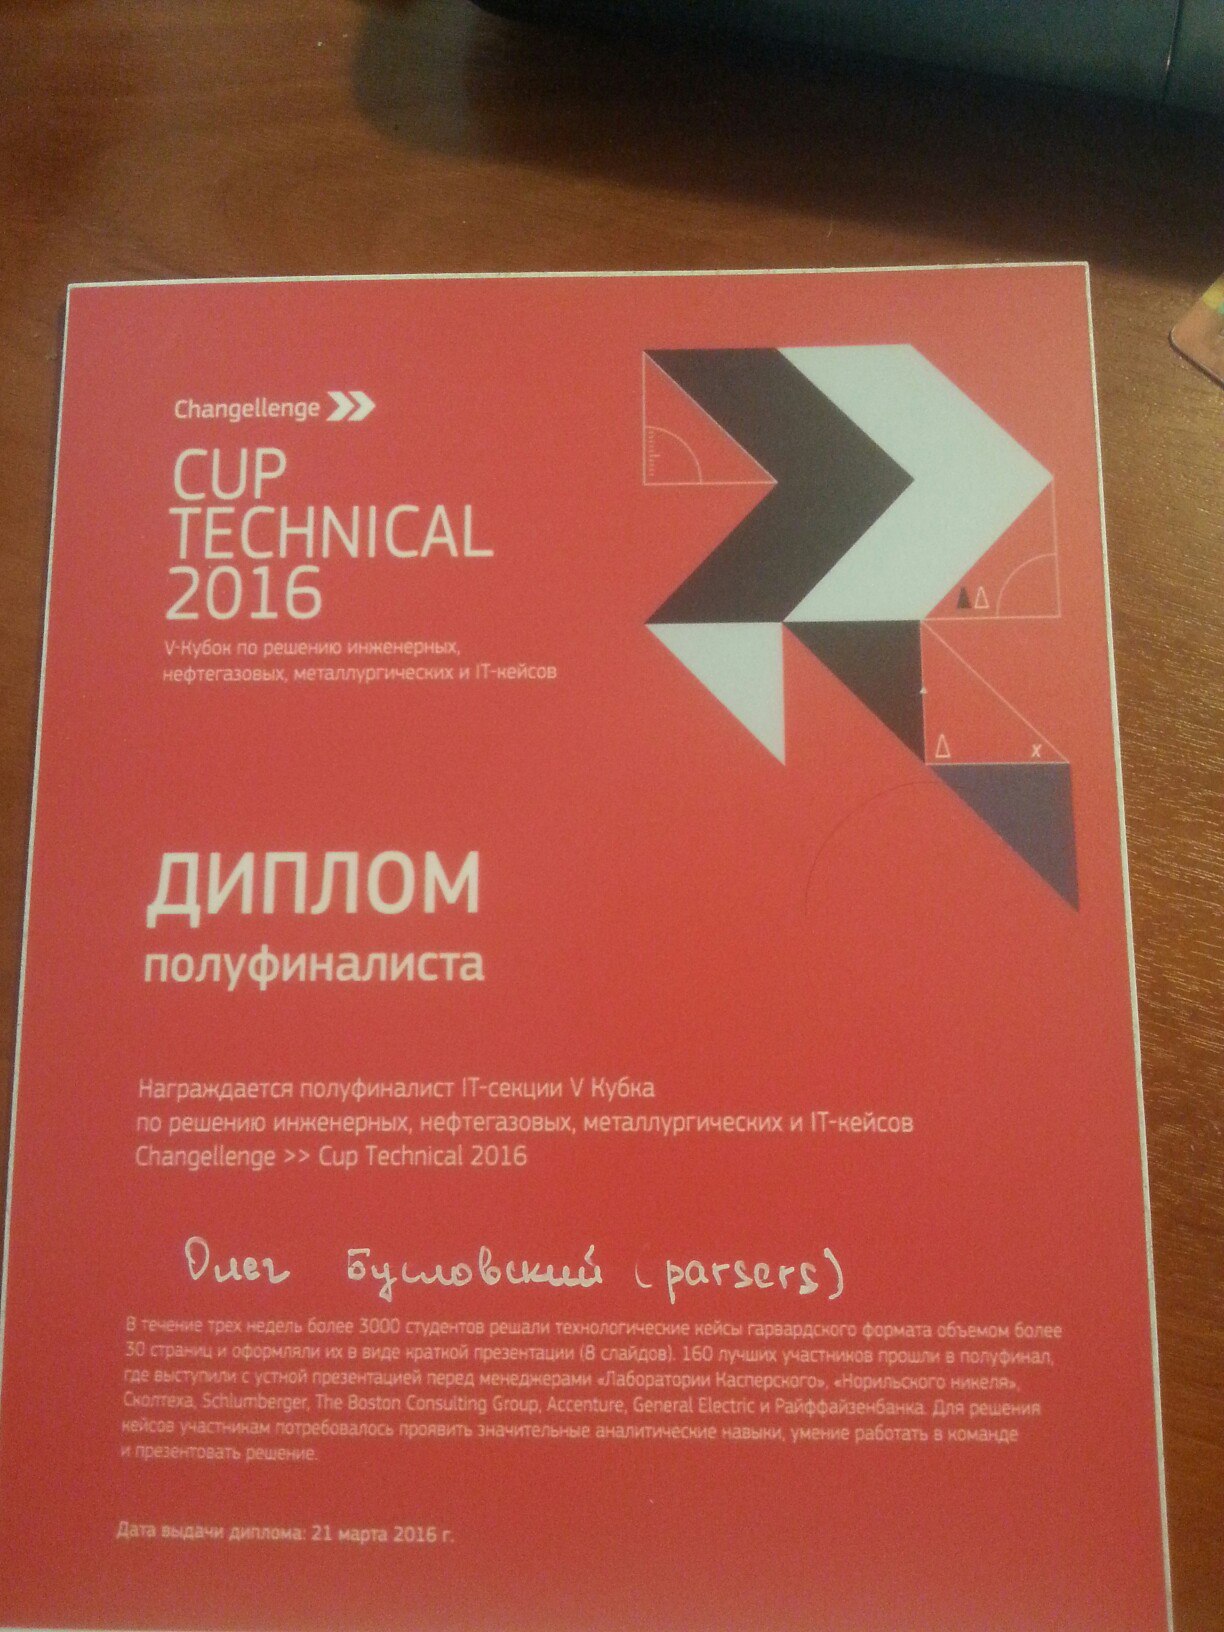 Changellenge >>
CUP
TECHNICAL
2016
V-Кубок по решению инженерных,
нефтегазовых, металлургических и IT-кейсов
Δ
Δ x
ДИПЛОМ
полуфиналиста
Награждается полуфиналист IT-секции V Кубка
по решению инженерных, нефтегазовых, металлургических и IT-кейсов
Changellenge >> Cup Technical 2016
Олег Бусловский (parsers)
В течение трех недель более 3000 студентов решали технологические кейсы гарвардского формата объемом более
30 страниц и оформляли их в виде краткой презентации (8 слайдов). 160 лучших участников прошли в полуфинал,
где выступили с устной презентацией перед менеджерами «Лаборатории Касперского», «Норильского никеля»,
Сколтеха, Schlumberger, The Boston Consulting Group, Accenture, General Electric и Райффайзенбанка. Для решения
кейсов участникам потребовалось проявить значительные аналитические навыки, умение работать в команде
и презентовать решение.
Дата выдачи диплома: 21 марта 2016 г.